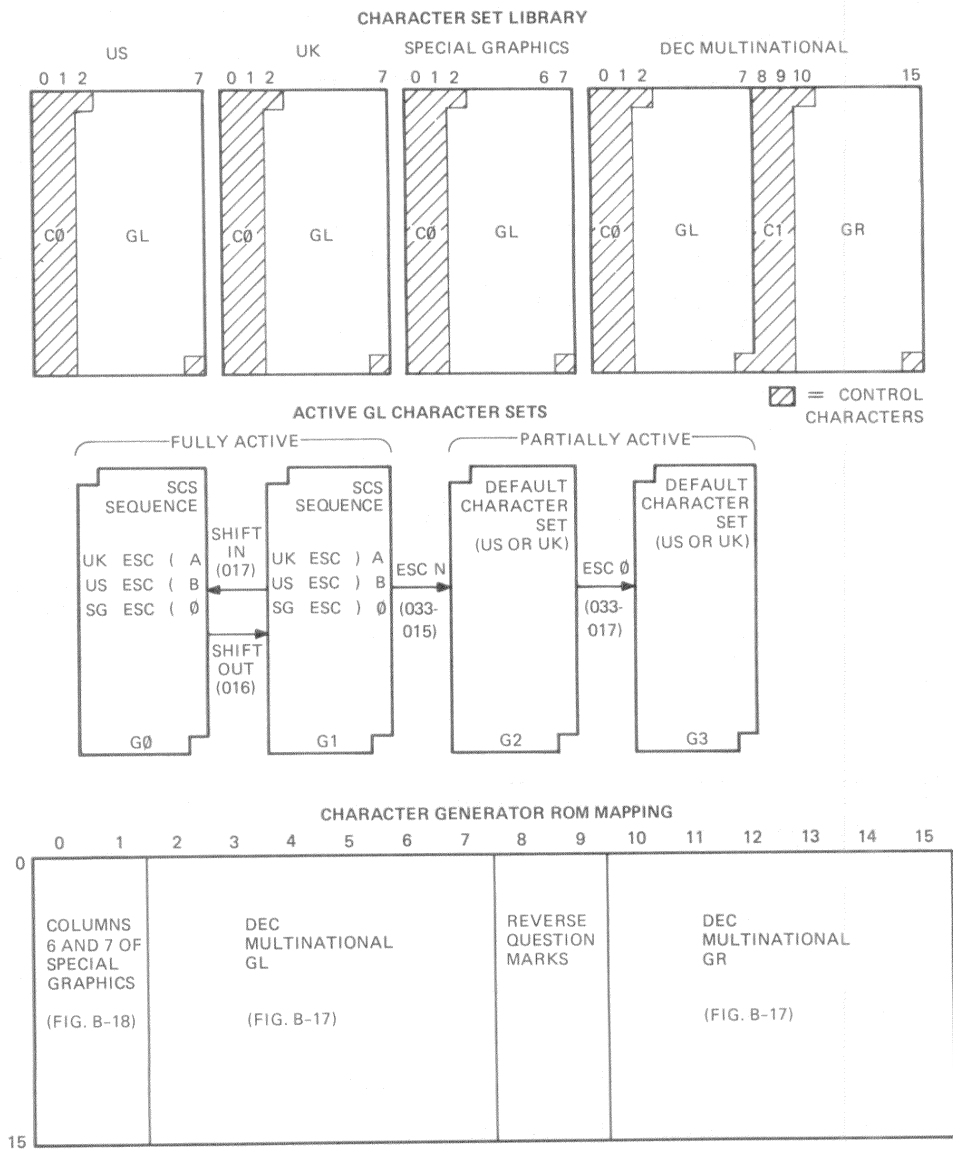 CHARACTER SET LIBRARY
US UK SPECIAL GRAPHICS DEC MULTINATIONAL
0 1 2 7 0 1 2 7 0 1 2 6 7 0 1 2 7 8 9 10 15
CØ GL CØ GL CØ GL CØ GL C1 GR
= CONTROL
CHARACTERS
ACTIVE GL CHARACTER SETS
FULLY ACTIVE PARTIALLY ACTIVE
SCS
SEQUENCE
UK ESC ( A
US ESC ( B
SG ESC ( Ø
GØ
SHIFT
IN
(017)
SHIFT
OUT
(016)
SCS
SEQUENCE
UK ESC ) A
US ESC ) B
SG ESC ) Ø
G1
ESC N
(033-
015)
DEFAULT
CHARACTER
SET
(US OR UK)
G2
ESC Ø
(033-
017)
DEFAULT
CHARACTER
SET
(US OR UK)
G3
CHARACTER GENERATOR ROM MAPPING
0 1 2 3 4 5 6 7 8 9 10 11 12 13 14 15
0
COLUMNS
6 AND 7 OF
SPECIAL
GRAPHICS
(FIG. B-18)
DEC
MULTINATIONAL
GL
(FIG. B-17)
REVERSE
QUESTION
MARKS
DEC
MULTINATIONAL
GR
(FIG. B-17)
15